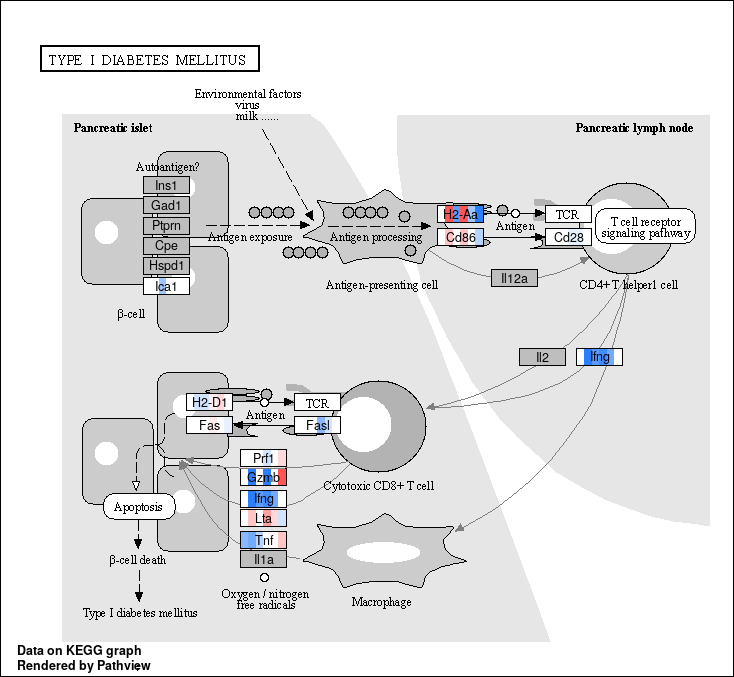 TYPE I DIABETES MELLITUS
Environmental factors
virus
milk ......
Pancreatic islet
Pancreatic lymph node
Autoantigen?
Ins1
Gad1
Ptprn
Cpe
Hspd1
Ica1
β-cell
Antigen exposure
Antigen processing
Antigen-presenting cell
H2-Aa
Cd86
Antigen
TCR
Cd28
T cell receptor
signaling pathway
Il12a
CD4+ T helper1 cell
Il2
Ifng
H2-D1
Fas
Antigen
TCR
Fasl
Prf1
Gzmb
Ifng
Lta
Tnf
Il1a
Cytotoxic CD8+ T cell
Apoptosis
β-cell death
Type I diabetes mellitus
Oxygen / nitrogen
free radicals
Macrophage
Data on KEGG graph
Rendered by Pathview